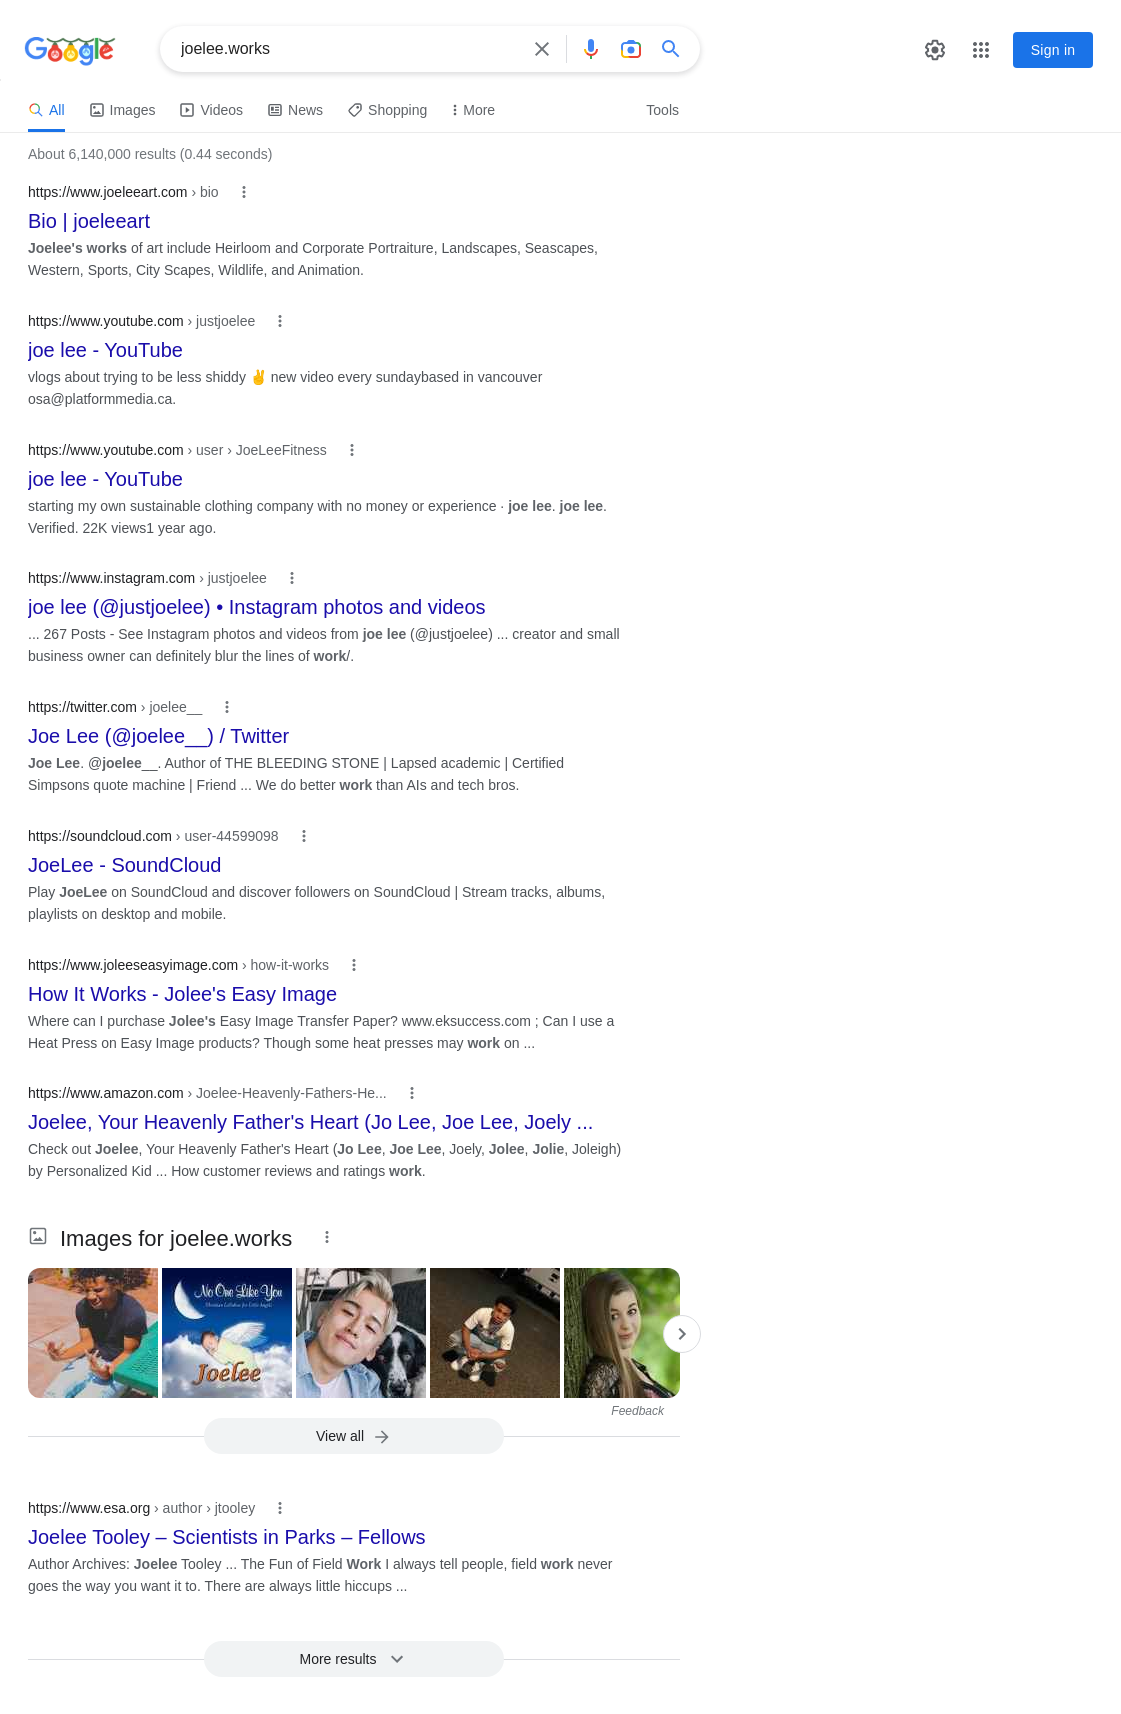 Google
joelee.works
Sign in
All Images Videos News Shopping More Tools
About 6,140,000 results (0.44 seconds)
https://www.joeleeart.com › bio
Bio | joeleeart
Joelee's works of art include Heirloom and Corporate Portraiture, Landscapes, Seascapes,
Western, Sports, City Scapes, Wildlife, and Animation.
https://www.youtube.com › justjoelee
joe lee - YouTube
vlogs about trying to be less shiddy ✌️ new video every sundaybased in vancouver
osa@platformmedia.ca.
https://www.youtube.com › user › JoeLeeFitness
joe lee - YouTube
starting my own sustainable clothing company with no money or experience · joe lee. joe lee.
Verified. 22K views1 year ago.
https://www.instagram.com › justjoelee
joe lee (@justjoelee) • Instagram photos and videos
... 267 Posts - See Instagram photos and videos from joe lee (@justjoelee) ... creator and small
business owner can definitely blur the lines of work/.
https://twitter.com › joelee__
Joe Lee (@joelee__) / Twitter
Joe Lee. @joelee__. Author of THE BLEEDING STONE | Lapsed academic | Certified
Simpsons quote machine | Friend ... We do better work than AIs and tech bros.
https://soundcloud.com › user-44599098
JoeLee - SoundCloud
Play JoeLee on SoundCloud and discover followers on SoundCloud | Stream tracks, albums,
playlists on desktop and mobile.
https://www.joleeseasyimage.com › how-it-works
How It Works - Jolee's Easy Image
Where can I purchase Jolee's Easy Image Transfer Paper? www.eksuccess.com ; Can I use a
Heat Press on Easy Image products? Though some heat presses may work on ...
https://www.amazon.com › Joelee-Heavenly-Fathers-He...
Joelee, Your Heavenly Father's Heart (Jo Lee, Joe Lee, Joely ...
Check out Joelee, Your Heavenly Father's Heart (Jo Lee, Joe Lee, Joely, Jolee, Jolie, Joleigh)
by Personalized Kid ... How customer reviews and ratings work.
Images for joelee.works
No One Like You
Christian Lullabies for Little Angels
Joelee
Feedback
View all
https://www.esa.org › author › jtooley
Joelee Tooley – Scientists in Parks – Fellows
Author Archives: Joelee Tooley ... The Fun of Field Work I always tell people, field work never
goes the way you want it to. There are always little hiccups ...
More results